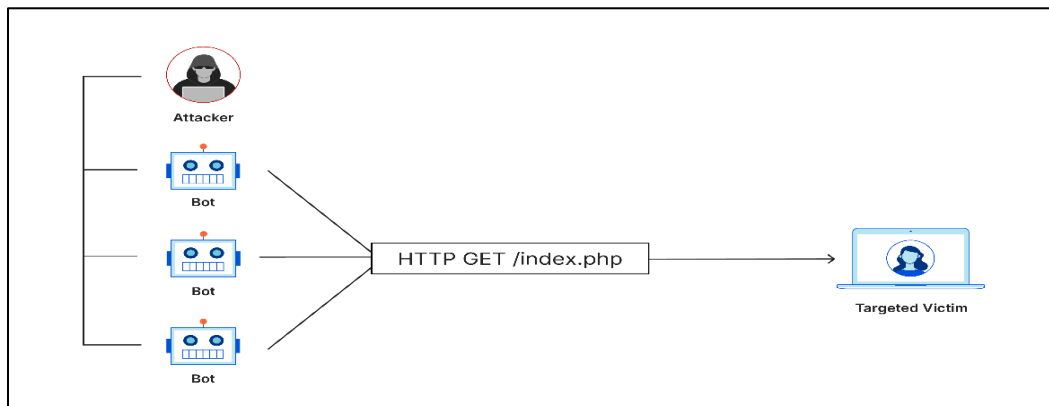 Attacker
Bot
Bot
HTTP GET /index.php
Targeted Victim
Bot